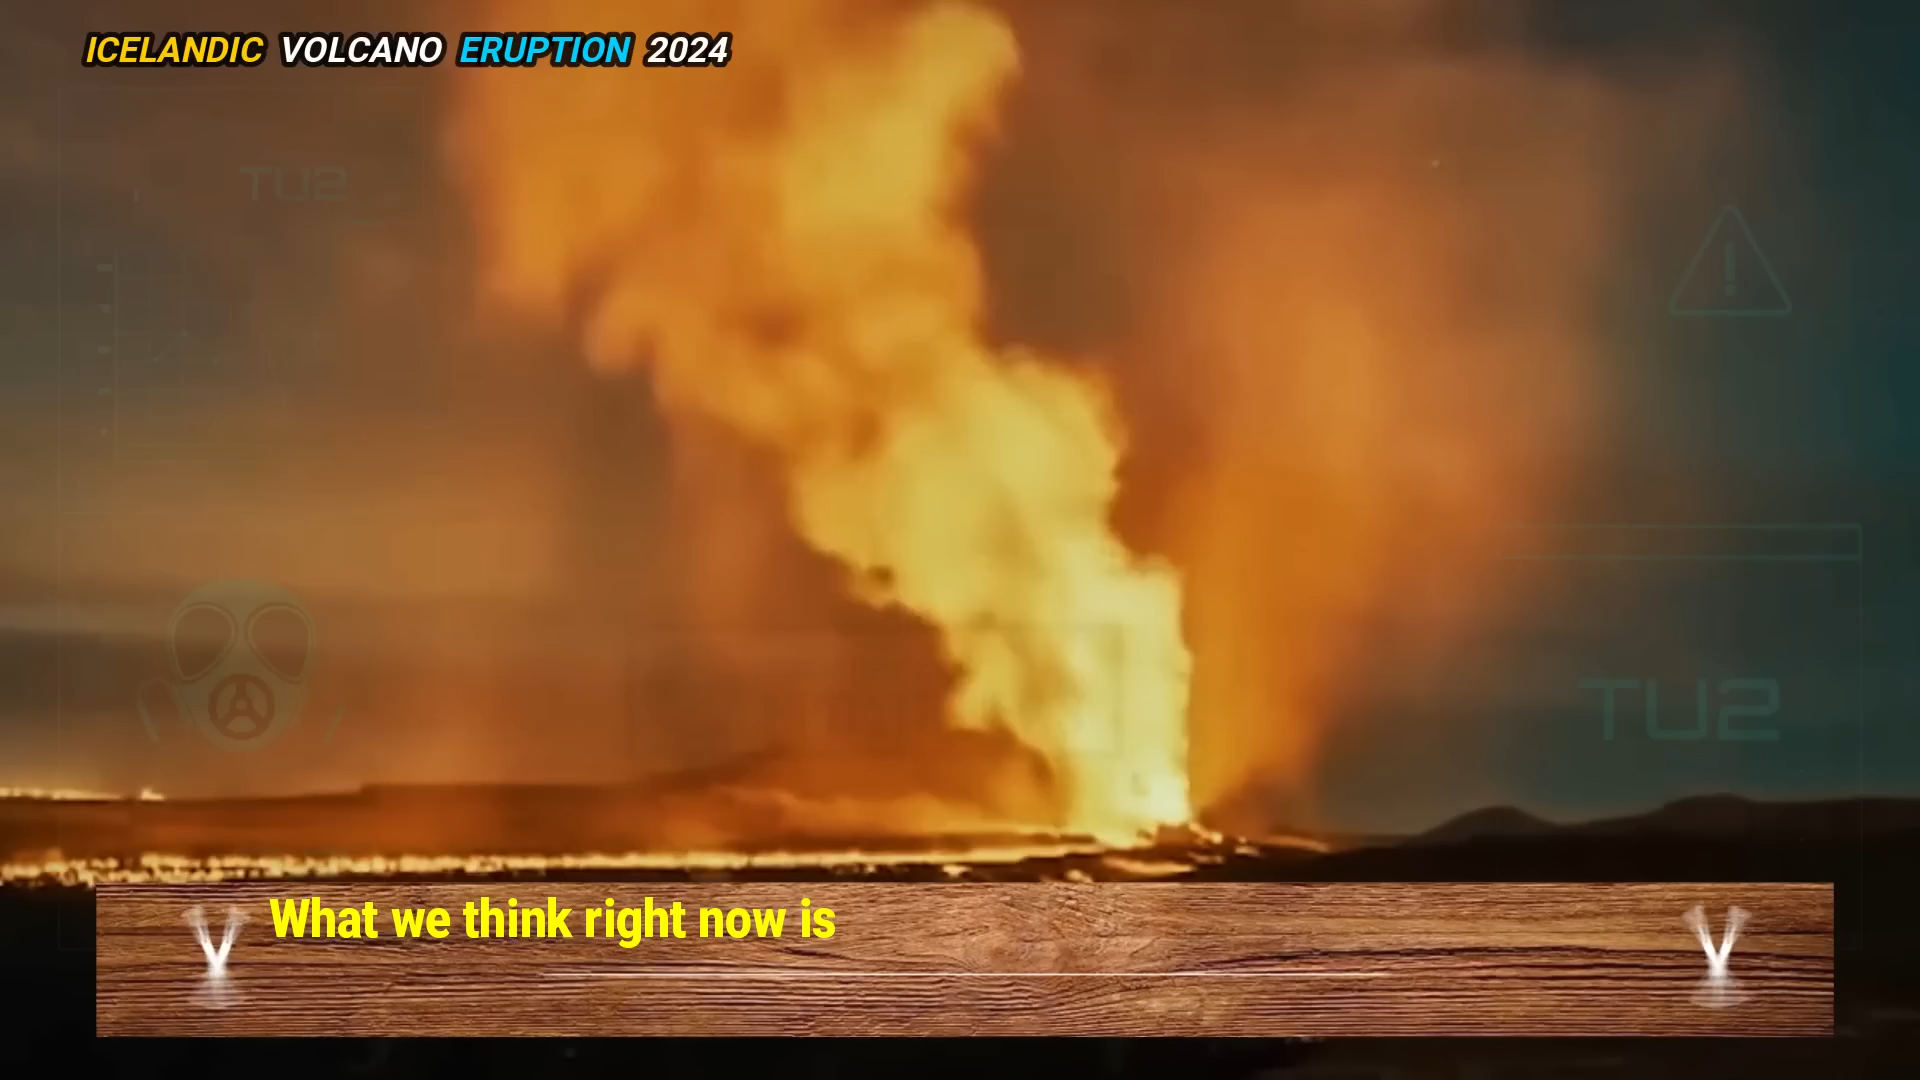 ICELANDIC VOLCANO ERUPTION 2024
TU2
TU2
What we think right now is